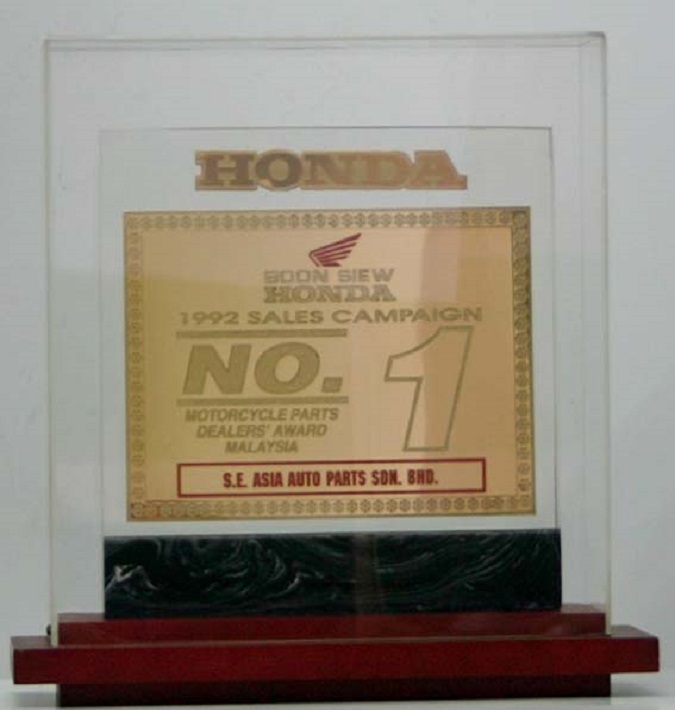 HONDA
BOON SIEW
HONDA
1992 SALES CAMPAIGN
NO. 1
MOTORCYCLE PARTS
DEALERS' AWARD
MALAYSIA
S.E. ASIA AUTO PARTS SDN. BHD.